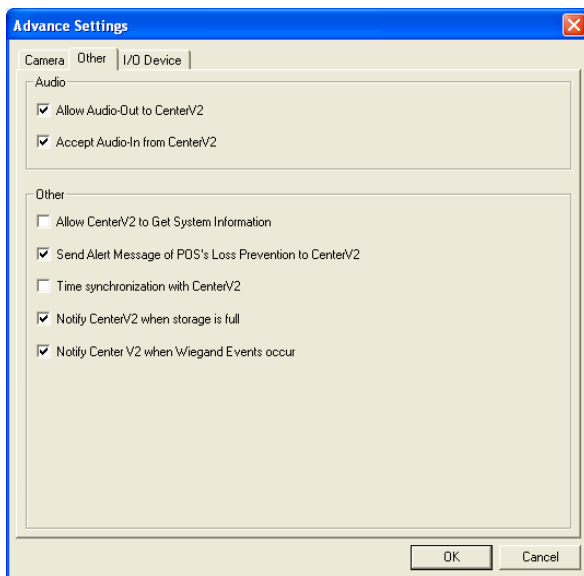 Advance Settings
Camera Other I/O Device
Audio
Allow Audio-Out to CenterV2
Accept Audio-In from CenterV2
Other
Allow CenterV2 to Get System Information
Send Alert Message of POS's Loss Prevention to CenterV2
Time synchronization with CenterV2
Notify CenterV2 when storage is full
Notify Center V2 when Wiegand Events occur
OK Cancel